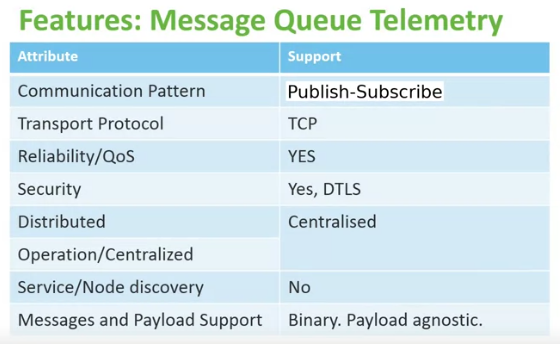 Features: Message Queue Telemetry
Attribute Support
Communication Pattern Publish-Subscribe
Transport Protocol TCP
Reliability/QoS YES
Security Yes, DTLS
Distributed Centralised
Operation/Centralized
Service/Node discovery No
Messages and Payload Support Binary. Payload agnostic.